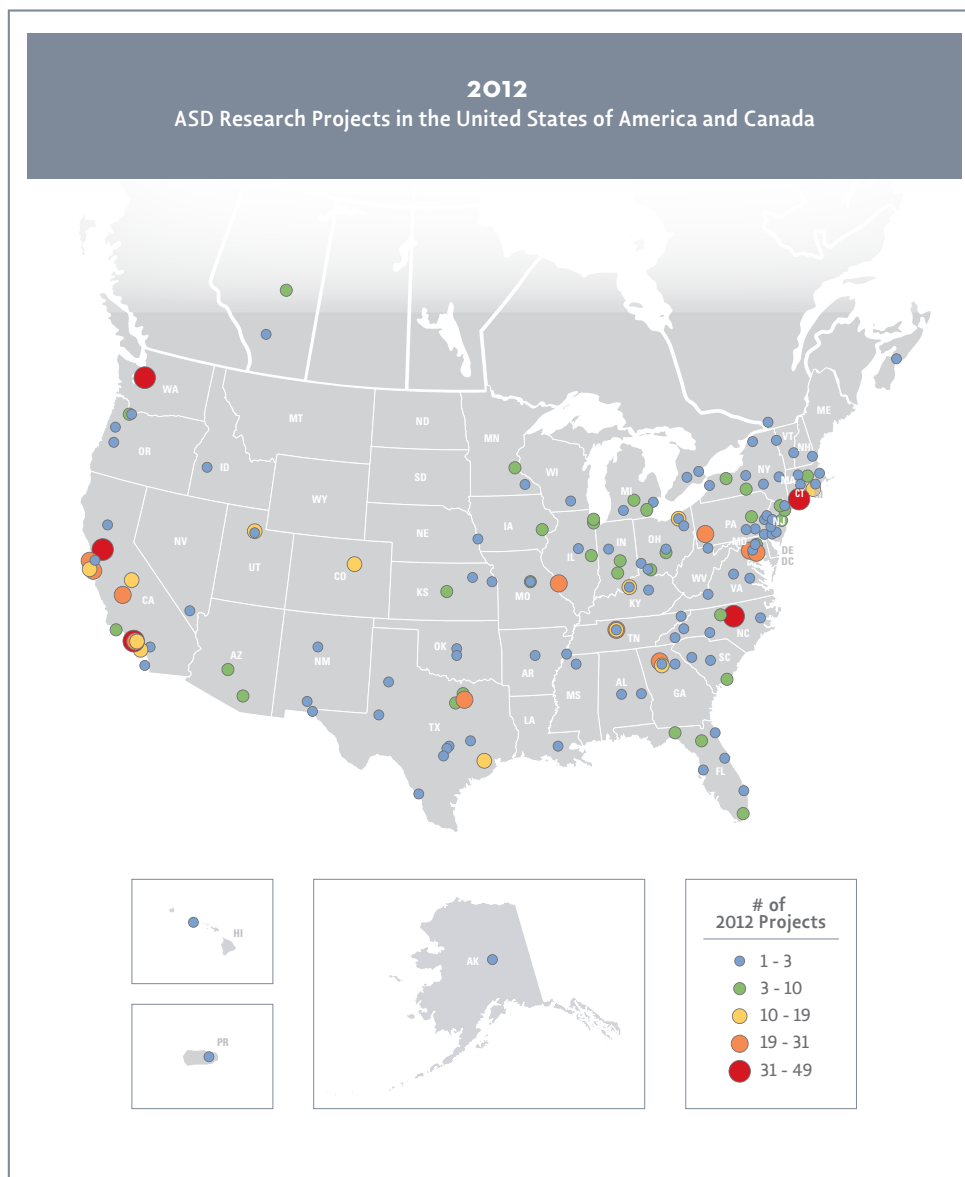 2012
ASD Research Projects in the United States of America and Canada
WA
MT
ND
MN
ME
VT
NH
OR
ID
SD
WI
NY
MA
MI
WY
CT
RI
IA
PA
NJ
NV
NE
IL
IN
OH
MD
DE
DC
UT
CO
WV
CA
KS
MO
VA
KY
NC
TN
AZ
NM
OK
AR
SC
MS
AL
GA
LA
TX
FL
HI
AK
PR
# of
2012 Projects
1 - 3
3 - 10
10 - 19
19 - 31
31 - 49